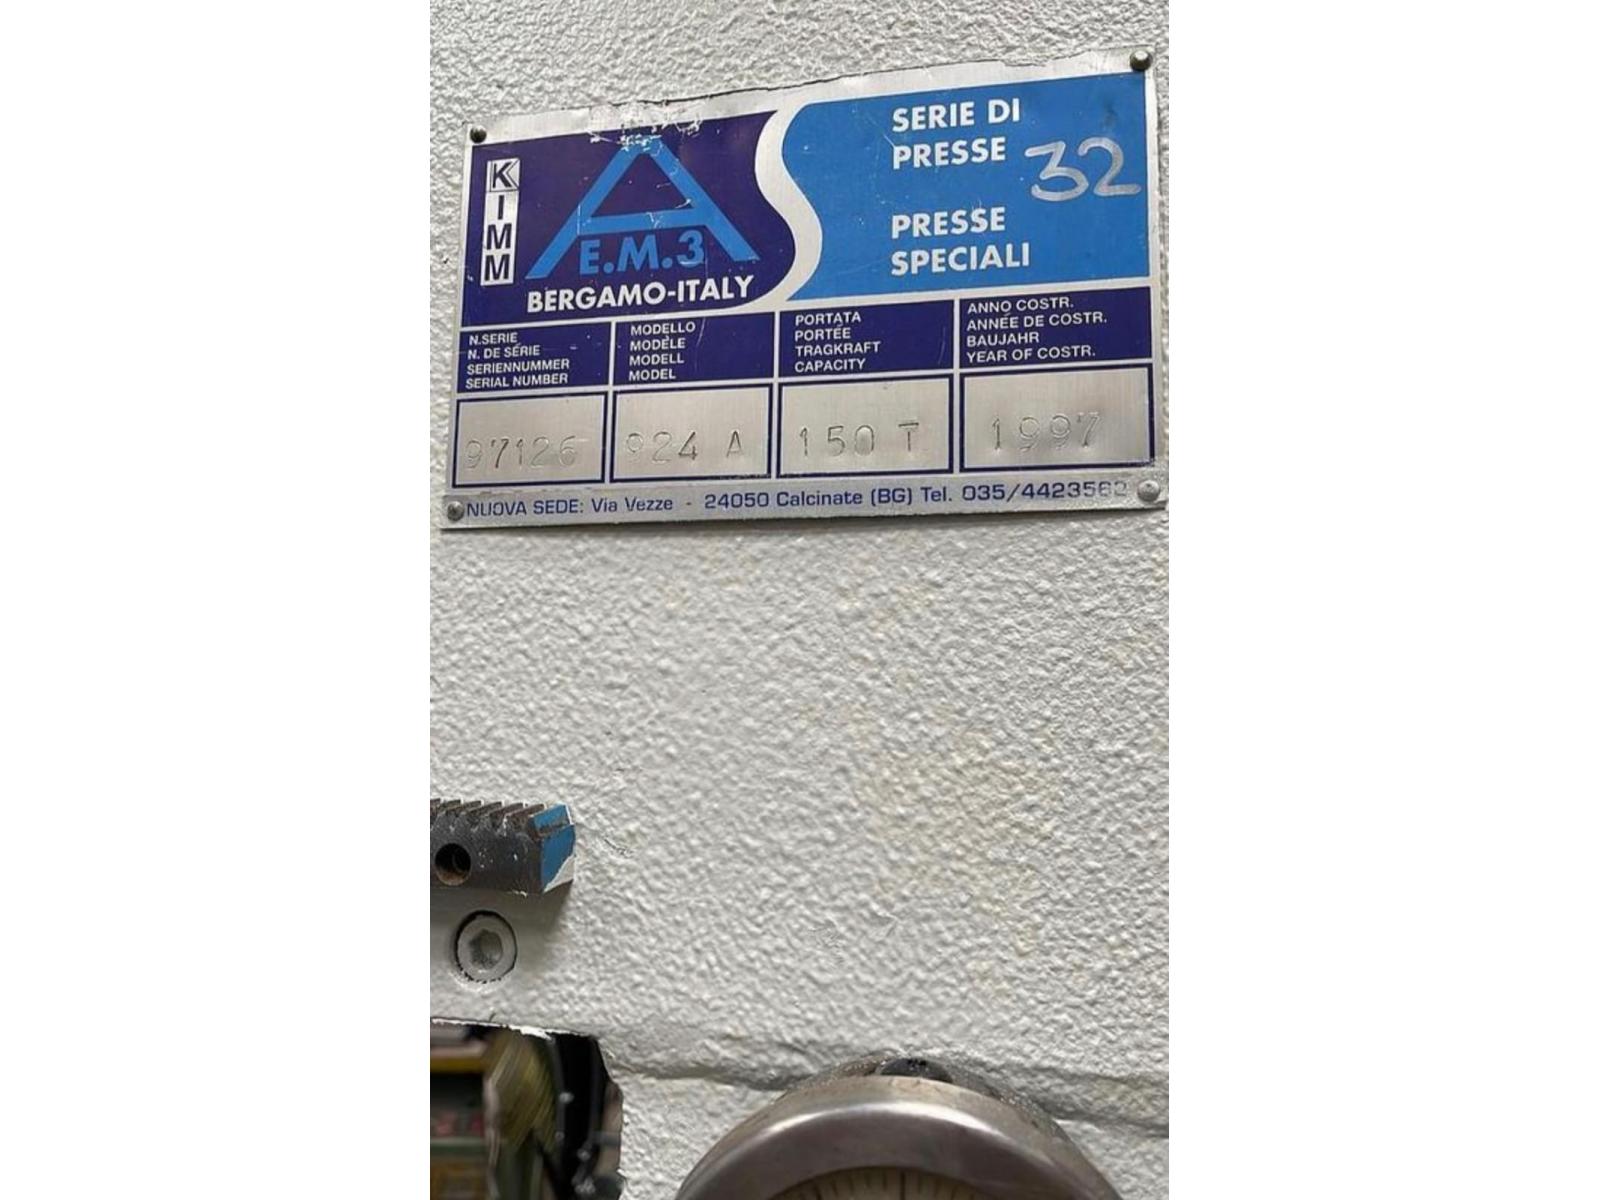 KIMM
A
E.M.3
BERGAMO-ITALY
SERIE DI
PRESSE
32
PRESSE
SPECIALI
N.SERIE
N. DE SÉRIE
SERIENNUMMER
SERIAL NUMBER
MODELLO
MODÈLE
MODELL
MODEL
PORTATA
PORTÉE
TRAGKRAFT
CAPACITY
ANNO COSTR.
ANNÉE DE COSTR.
BAUJAHR
YEAR OF COSTR.
97126
924 A
150 T
1997
NUOVA SEDE: Via Vezze - 24050 Calcinate (BG) Tel. 035/4423562